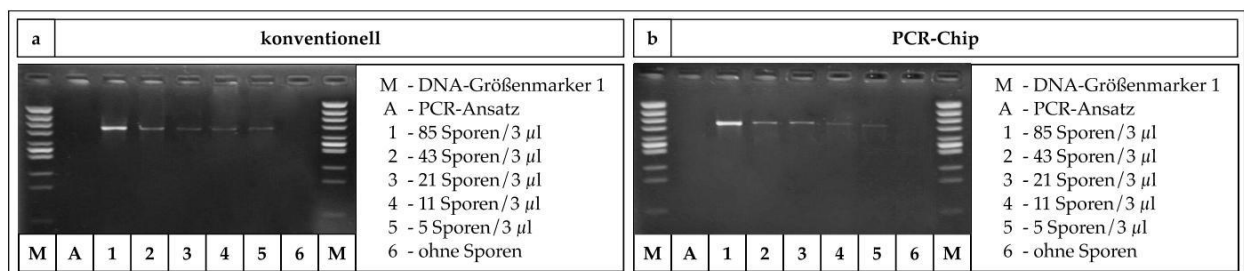 a konventionell
M - DNA-Größenmarker 1
A - PCR-Ansatz
1 - 85 Sporen/3 µl
2 - 43 Sporen/3 µl
3 - 21 Sporen/3 µl
4 - 11 Sporen/3 µl
5 - 5 Sporen/3 µl
6 - ohne Sporen
M A 1 2 3 4 5 6 M
b PCR-Chip
M - DNA-Größenmarker 1
A - PCR-Ansatz
1 - 85 Sporen/3 µl
2 - 43 Sporen/3 µl
3 - 21 Sporen/3 µl
4 - 11 Sporen/3 µl
5 - 5 Sporen/3 µl
6 - ohne Sporen
M A 1 2 3 4 5 6 M